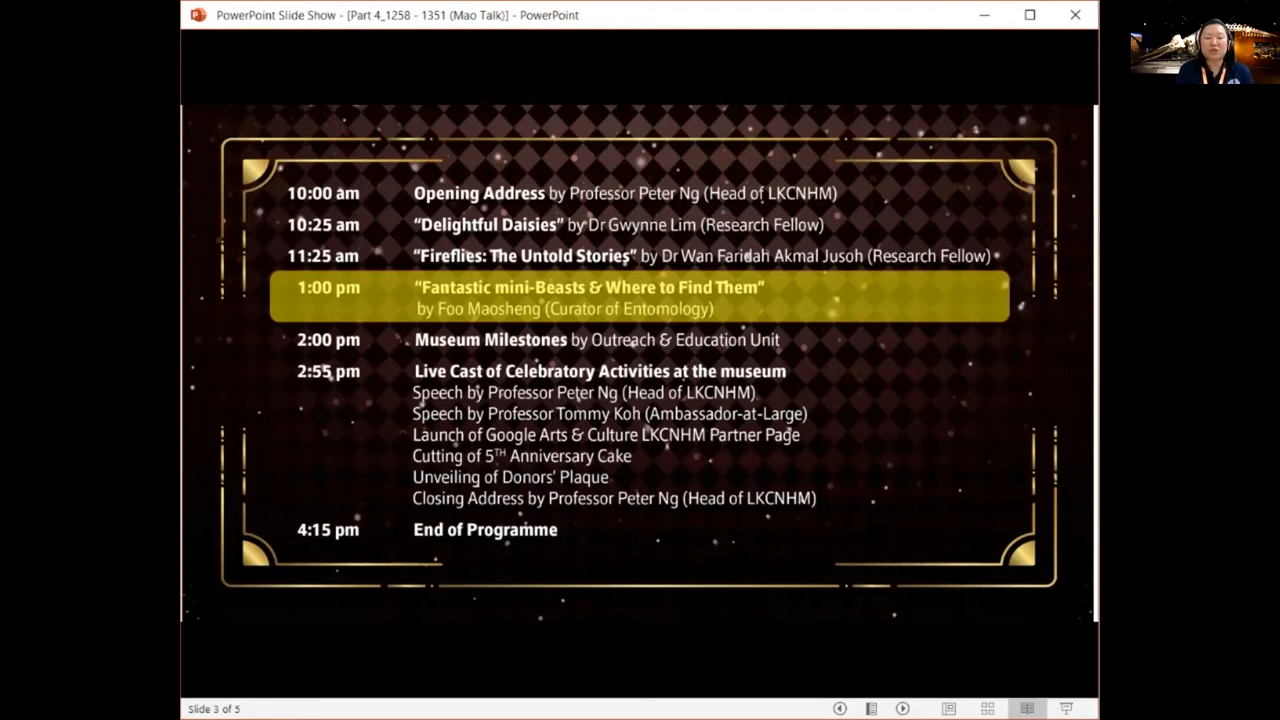 PowerPoint Slide Show - [Part 4_1258 - 1351 (Mao Talk)] - PowerPoint
10:00 am Opening Address by Professor Peter Ng (Head of LKCNHM)
10:25 am "Delightful Daisies" by Dr Gwynne Lim (Research Fellow)
11:25 am "Fireflies: The Untold Stories" by Dr Wan Faridah Akmal Jusoh (Research Fellow)
1:00 pm "Fantastic mini-Beasts & Where to Find Them"
by Foo Maosheng (Curator of Entomology)
2:00 pm Museum Milestones by Outreach & Education Unit
2:55 pm Live Cast of Celebratory Activities at the museum
Speech by Professor Peter Ng (Head of LKCNHM)
Speech by Professor Tommy Koh (Ambassador-at-Large)
Launch of Google Arts & Culture LKCNHM Partner Page
Cutting of 5TH Anniversary Cake
Unveiling of Donors' Plaque
Closing Address by Professor Peter Ng (Head of LKCNHM)
4:15 pm End of Programme
Slide 3 of 5